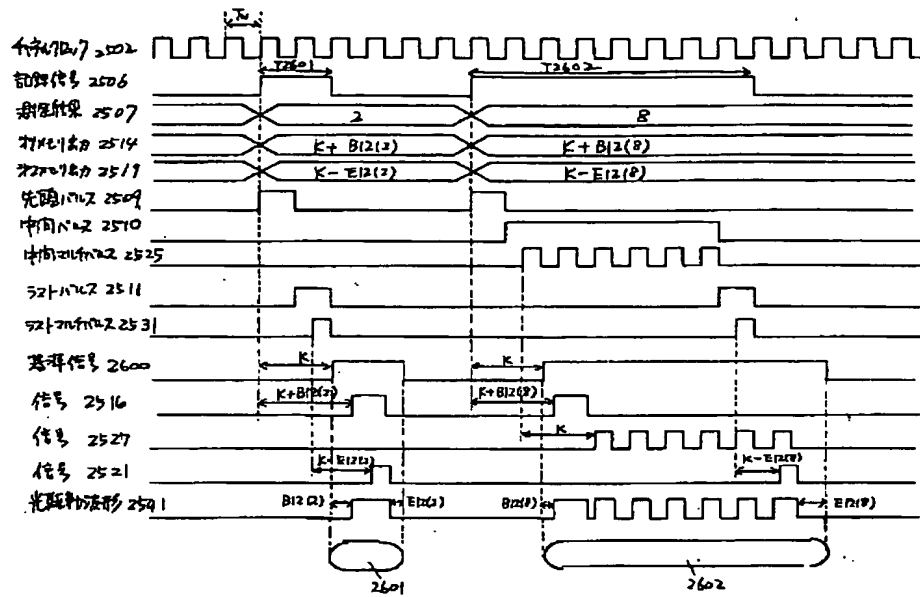 Tw
チャネルクロック 2502
T2601
T2602
記録信号 2506
測定結果 2507
2
8
K+B12(2)
K+B12(8)
K-E12(2)
K-E12(8)
先頭パルス 2509
中間パルス 2510
中間マルチパルス 2525
ラストパルス 2511
ラストマルチパルス 2531
基準信号 2600
K
K
信号 2516
K+B12(2)
K+B12(8)
信号 2527
K
信号 2521
K-E12(2)
K-E12(8)
光駆動波形 2501
B12(2)
E12(2)
B12(8)
E12(8)
2601
2602